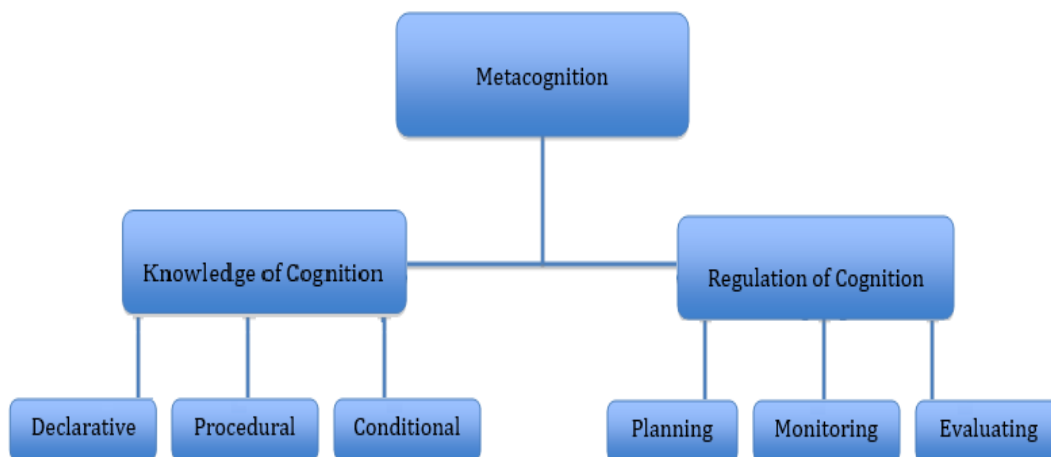 Metacognition
Knowledge of Cognition
Regulation of Cognition
Declarative
Procedural
Conditional
Planning
Monitoring
Evaluating